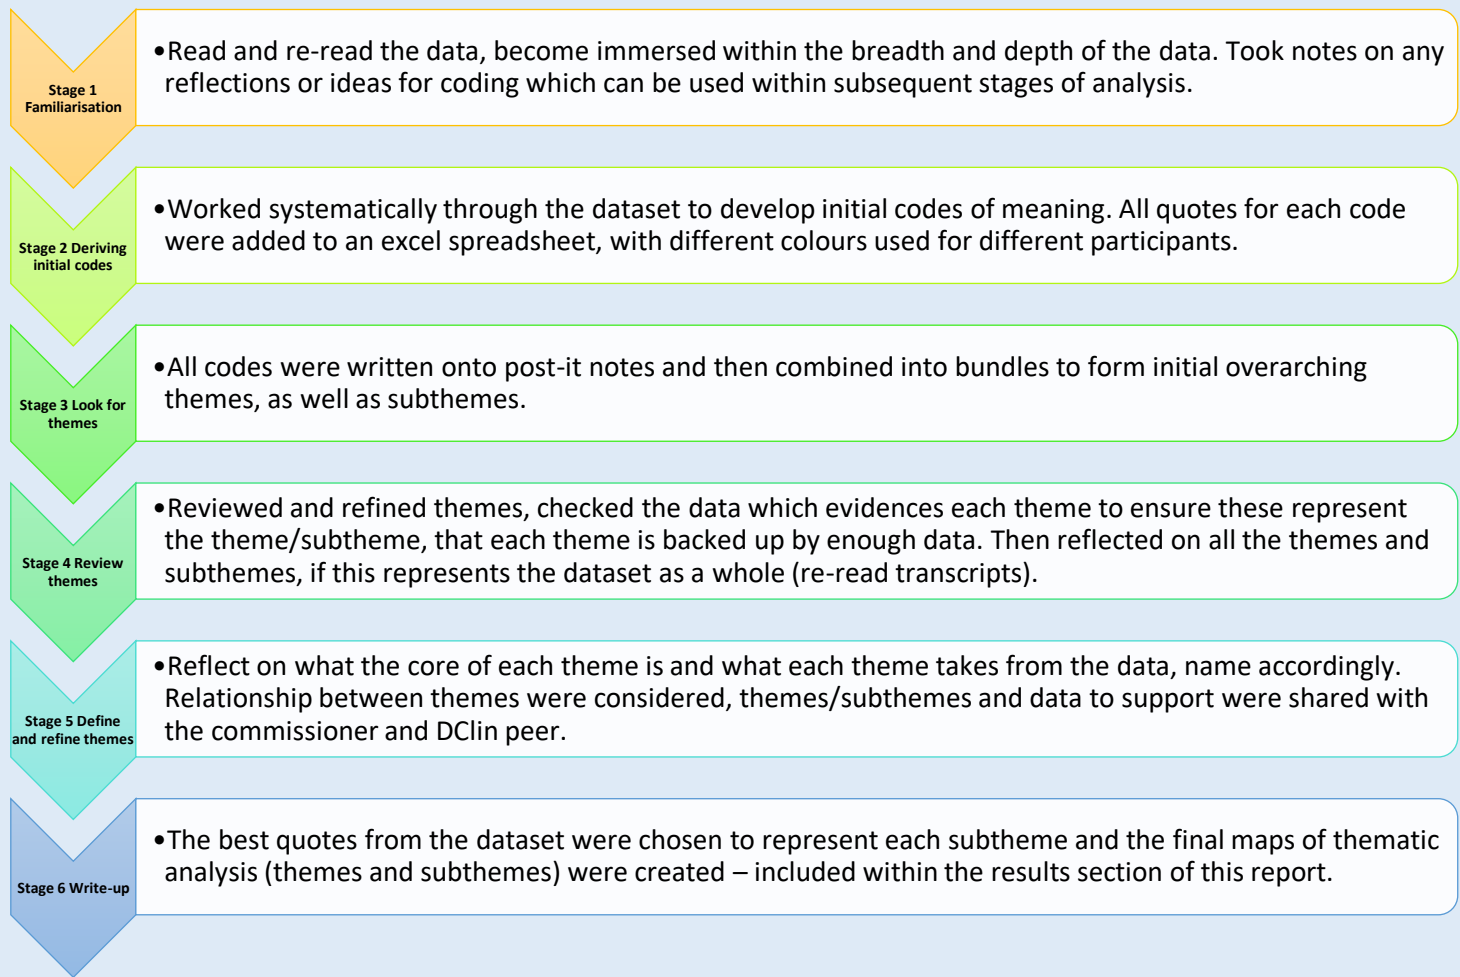 Stage 1
Familiarisation
•Read and re-read the data, become immersed within the breadth and depth of the data. Took notes on any
reflections or ideas for coding which can be used within subsequent stages of analysis.
Stage 2 Deriving
initial codes
•Worked systematically through the dataset to develop initial codes of meaning. All quotes for each code
were added to an excel spreadsheet, with different colours used for different participants.
Stage 3 Look for
themes
•All codes were written onto post-it notes and then combined into bundles to form initial overarching
themes, as well as subthemes.
Stage 4 Review
themes
•Reviewed and refined themes, checked the data which evidences each theme to ensure these represent
the theme/subtheme, that each theme is backed up by enough data. Then reflected on all the themes and
subthemes, if this represents the dataset as a whole (re-read transcripts).
Stage 5 Define
and refine themes
•Reflect on what the core of each theme is and what each theme takes from the data, name accordingly.
Relationship between themes were considered, themes/subthemes and data to support were shared with
the commissioner and DClin peer.
Stage 6 Write-up
•The best quotes from the dataset were chosen to represent each subtheme and the final maps of thematic
analysis (themes and subthemes) were created – included within the results section of this report.